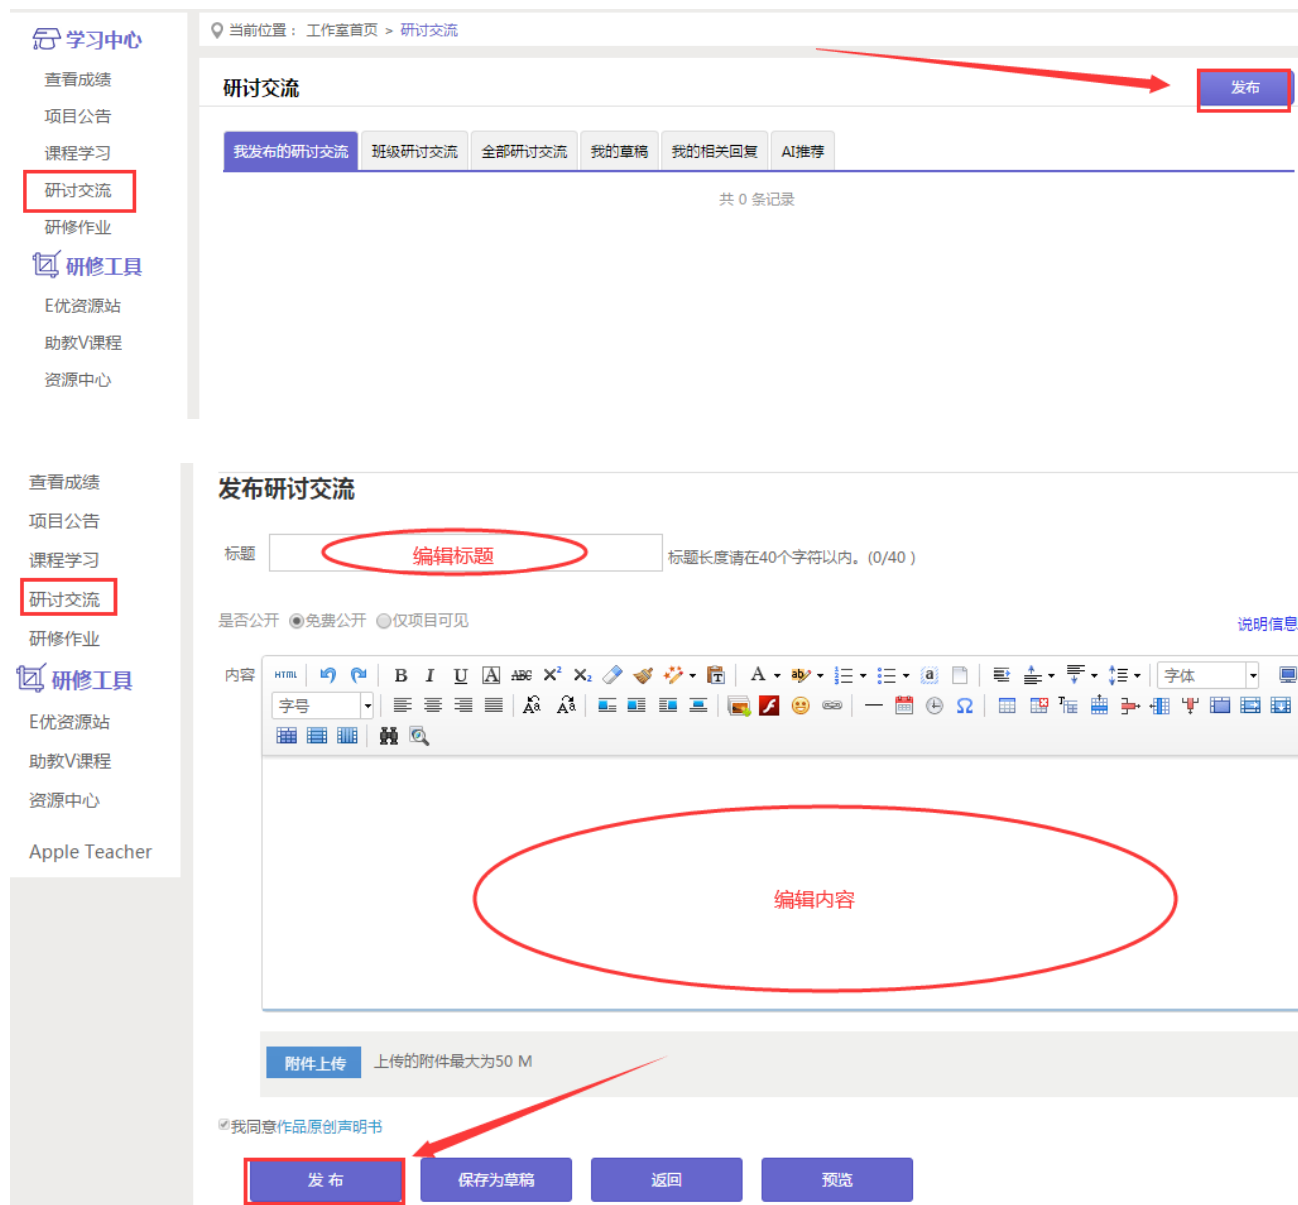 学习中心
查看成绩
项目公告
课程学习
研讨交流
研修作业
研修工具
E优资源站
助教V课程
资源中心
当前位置： 工作室首页 > 研讨交流
研讨交流
发布
我发布的研讨交流 班级研讨交流 全部研讨交流 我的草稿 我的相关回复 AI推荐
共 0 条记录
查看成绩
项目公告
课程学习
研讨交流
研修作业
研修工具
E优资源站
助教V课程
资源中心
Apple Teacher
发布研讨交流
标题 编辑标题 标题长度请在40个字符以内。(0/40 )
是否公开 免费公开 仅项目可见
说明信息
内容 HTML B I U A ABC X² X₂ T A ab a 字体
字号 Aa Aa Ω
编辑内容
附件上传 上传的附件最大为50 M
我同意作品原创声明书
发 布 保存为草稿 返回 预览